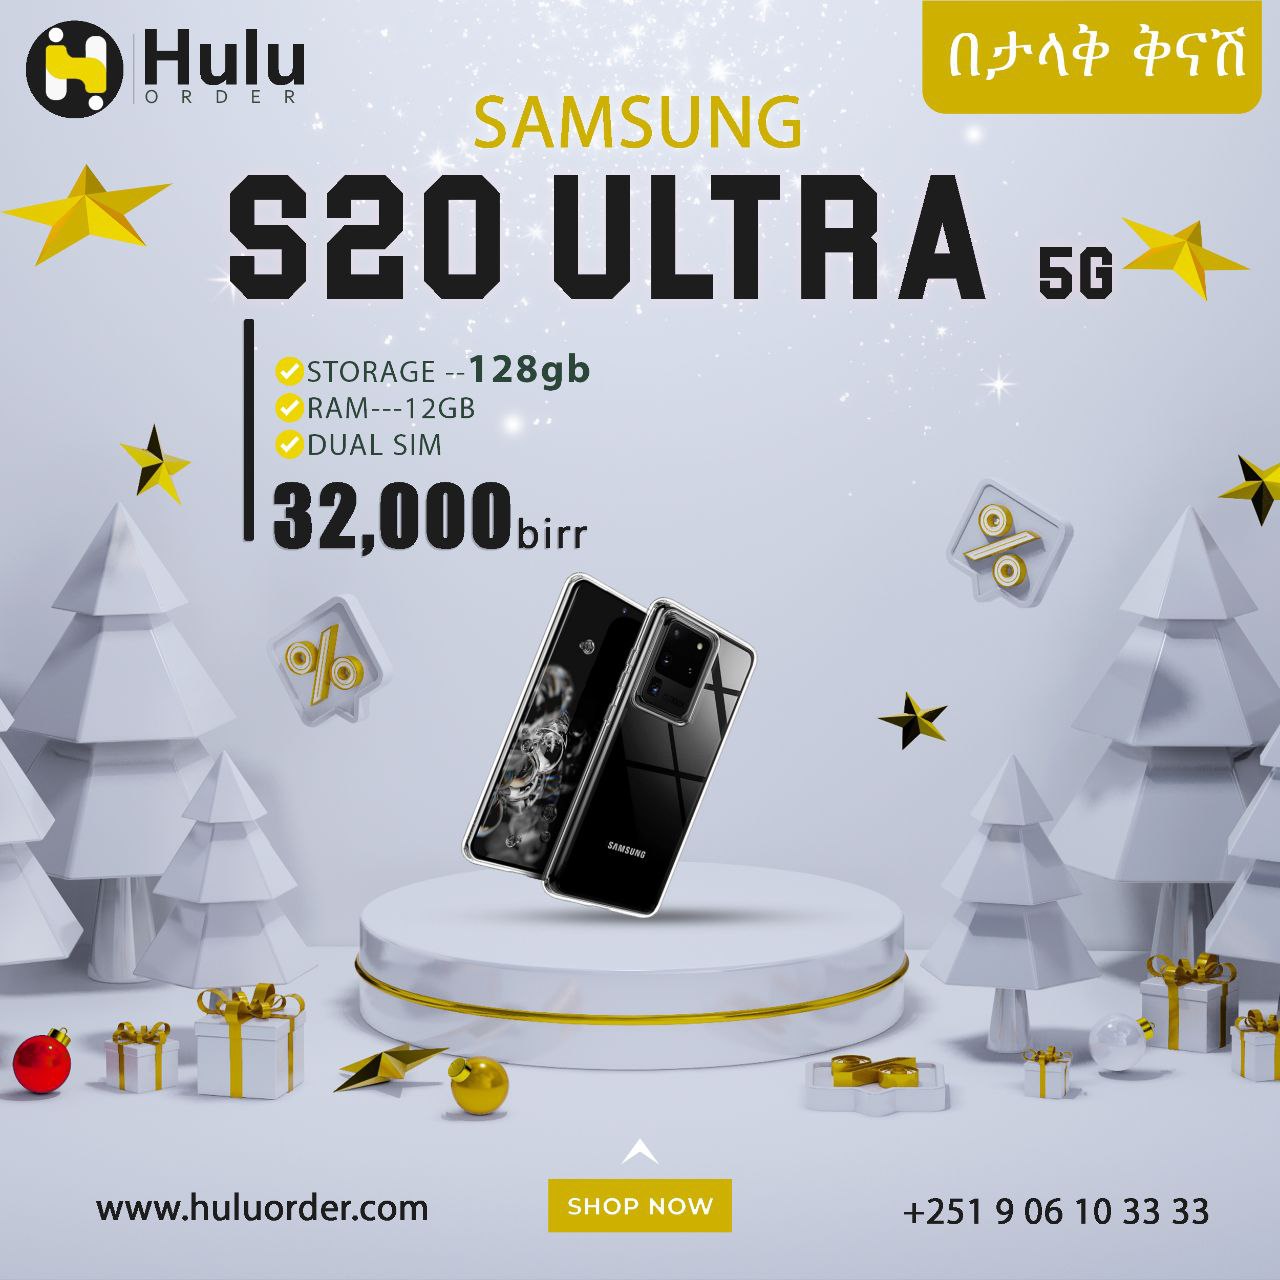 Hulu
ORDER
በታላቅ ቅናሽ
SAMSUNG
S20 ULTRA 5G
STORAGE --128gb
RAM---12GB
DUAL SIM
32,000birr
%
%
SAMSUNG
%
www.huluorder.com
SHOP NOW
+251 9 06 10 33 33